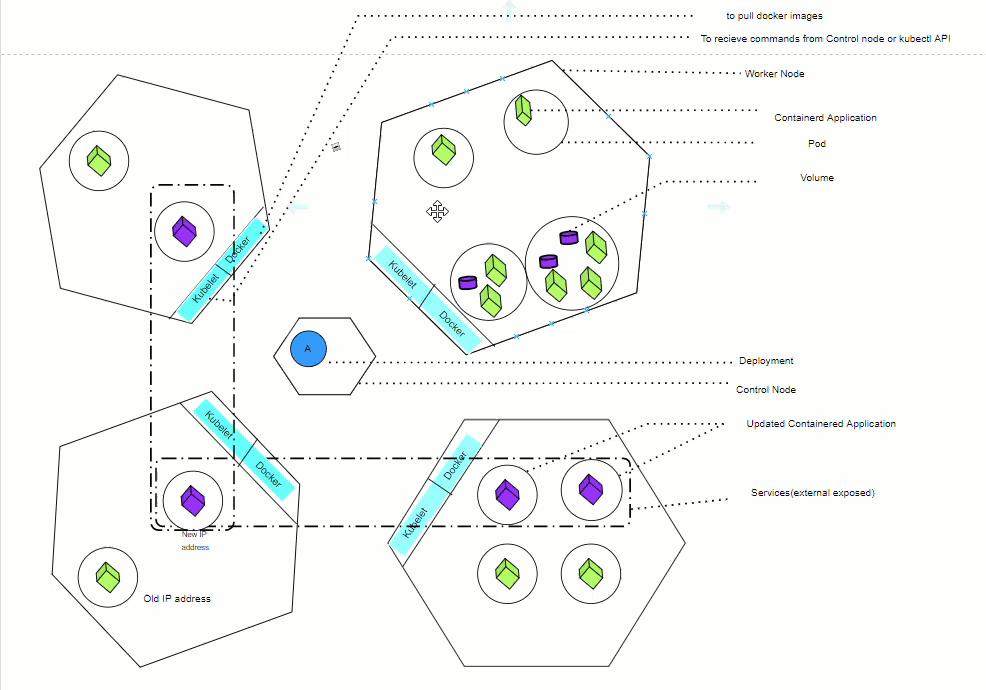 to pull docker images
To recieve commands from Control node or kubectl API
Worker Node
Containerd Application
Pod
Volume
Docker
Kubelet
Kubelet
Docker
A
Deployment
Control Node
Kubelet
Docker
Docker
Kubelet
Updated Containered Application
Services(external exposed)
New IP
address
Old IP address